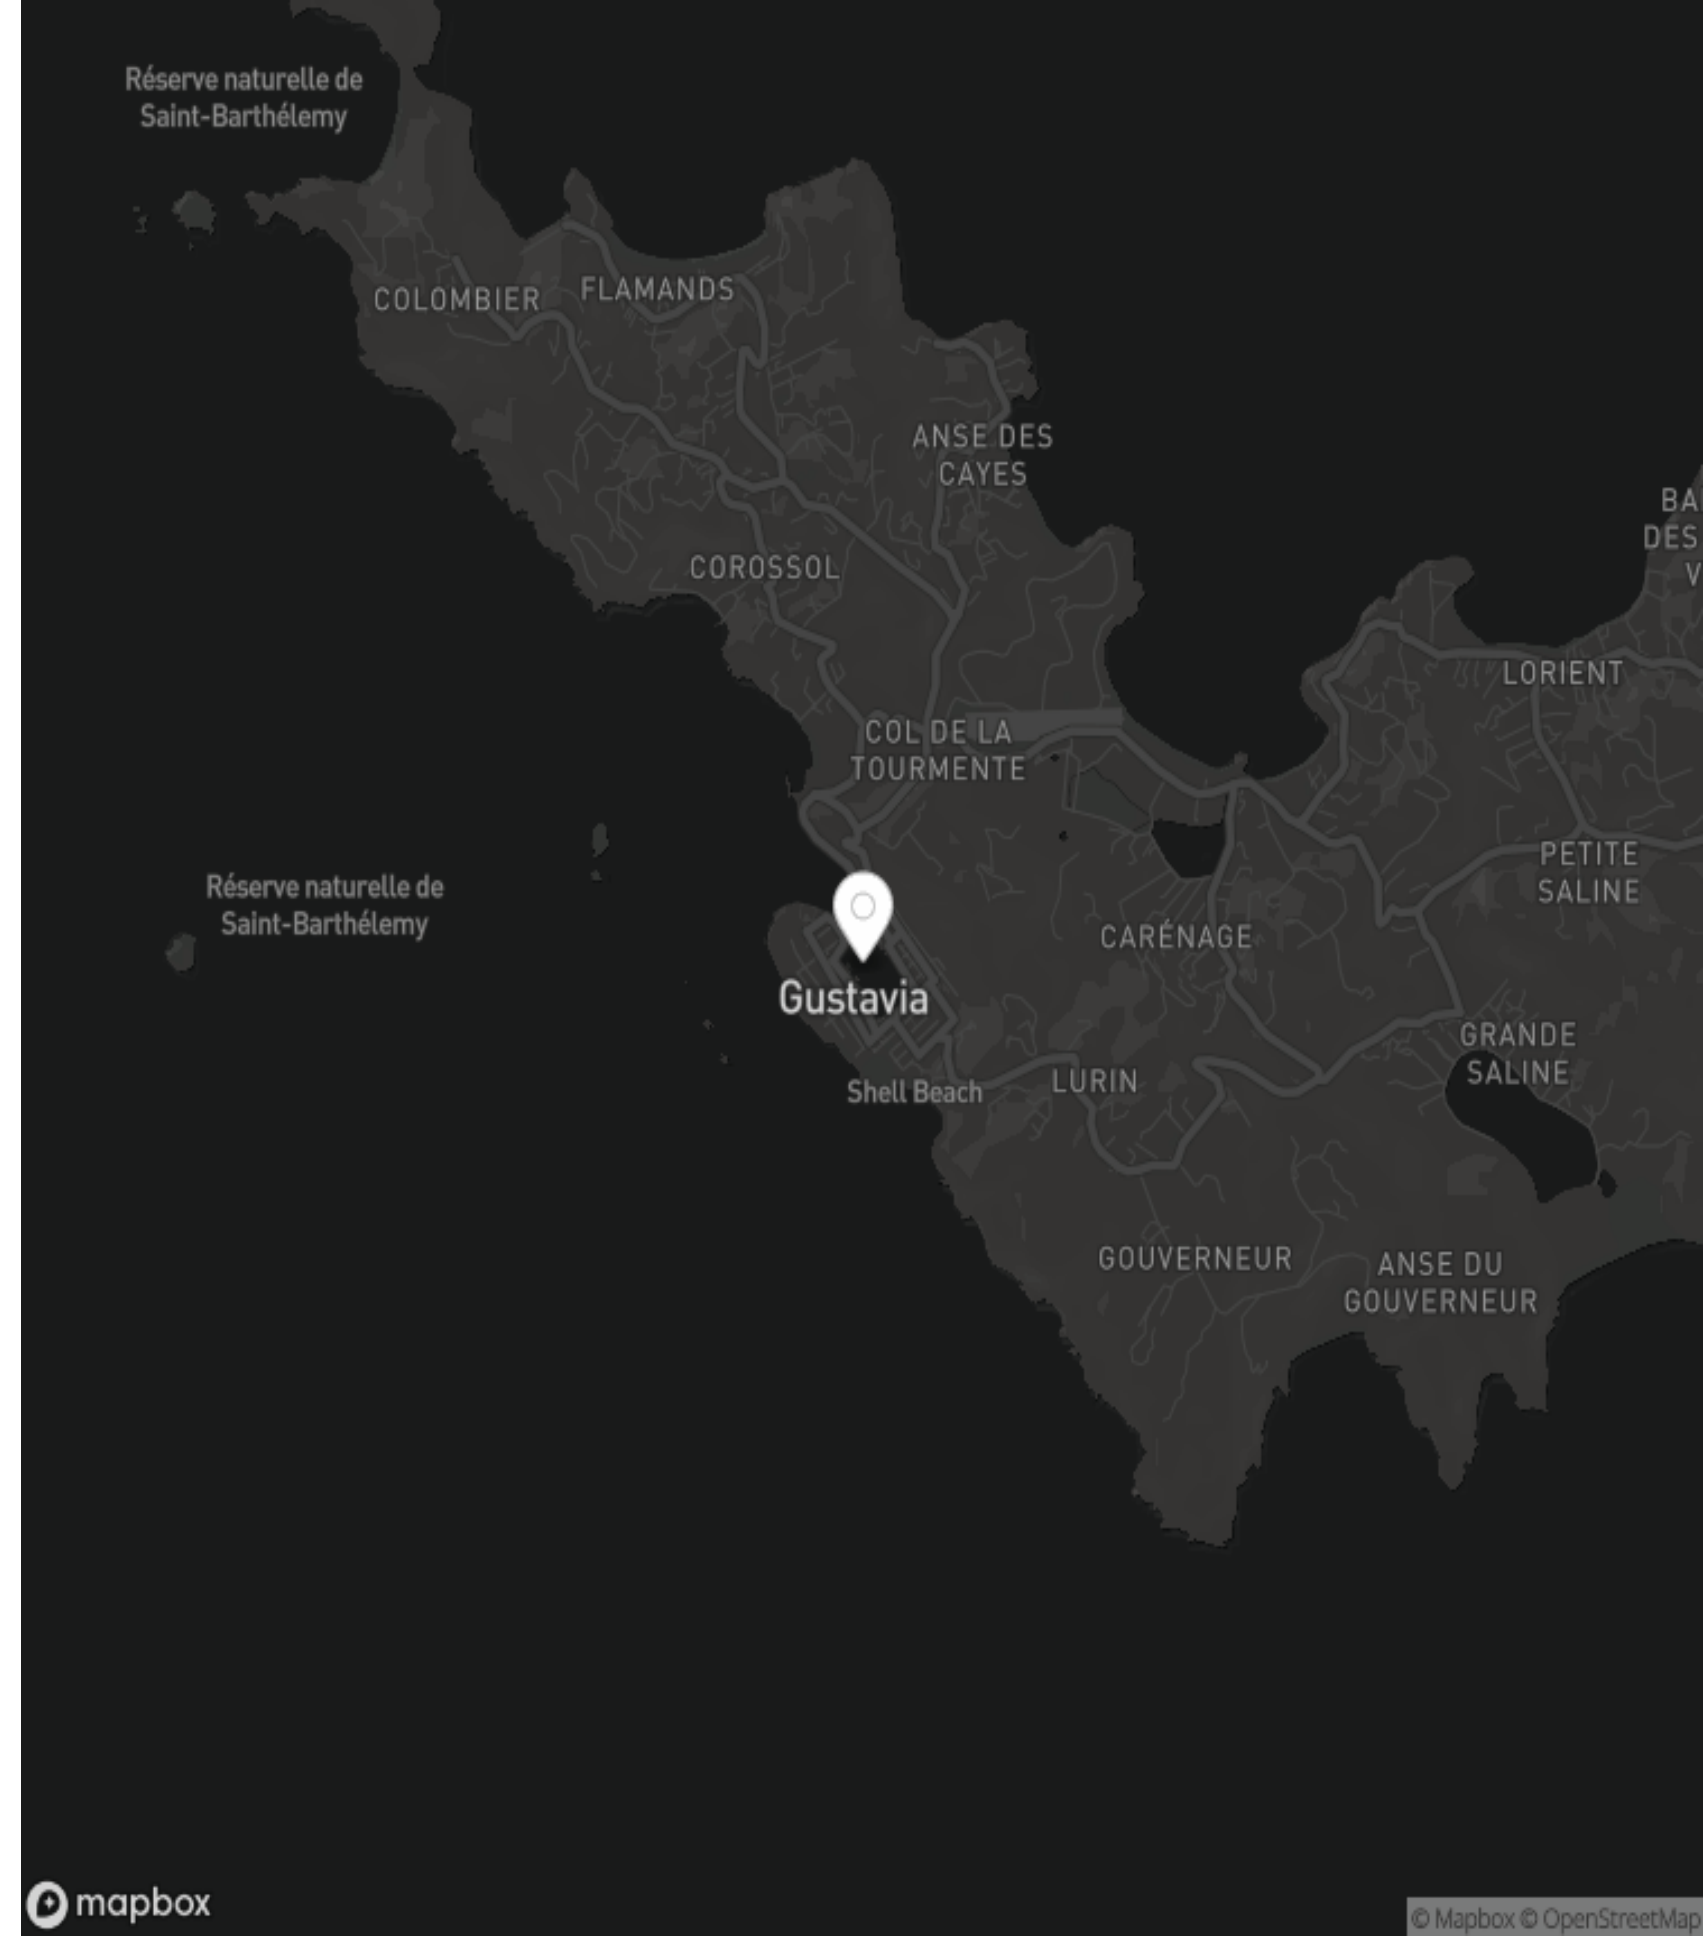 Réserve naturelle de
Saint-Barthélemy
COLOMBIER
FLAMANDS
ANSE DES
CAYES
BA
DES
V
COROSSOL
LORIENT
COL DE LA
TOURMENTE
PETITE
SALINE
Réserve naturelle de
Saint-Barthélemy
CARÉNAGE
Gustavia
GRANDE
SALINE
Shell Beach
LURIN
GOUVERNEUR
ANSE DU
GOUVERNEUR
mapbox
© Mapbox © OpenStreetMap